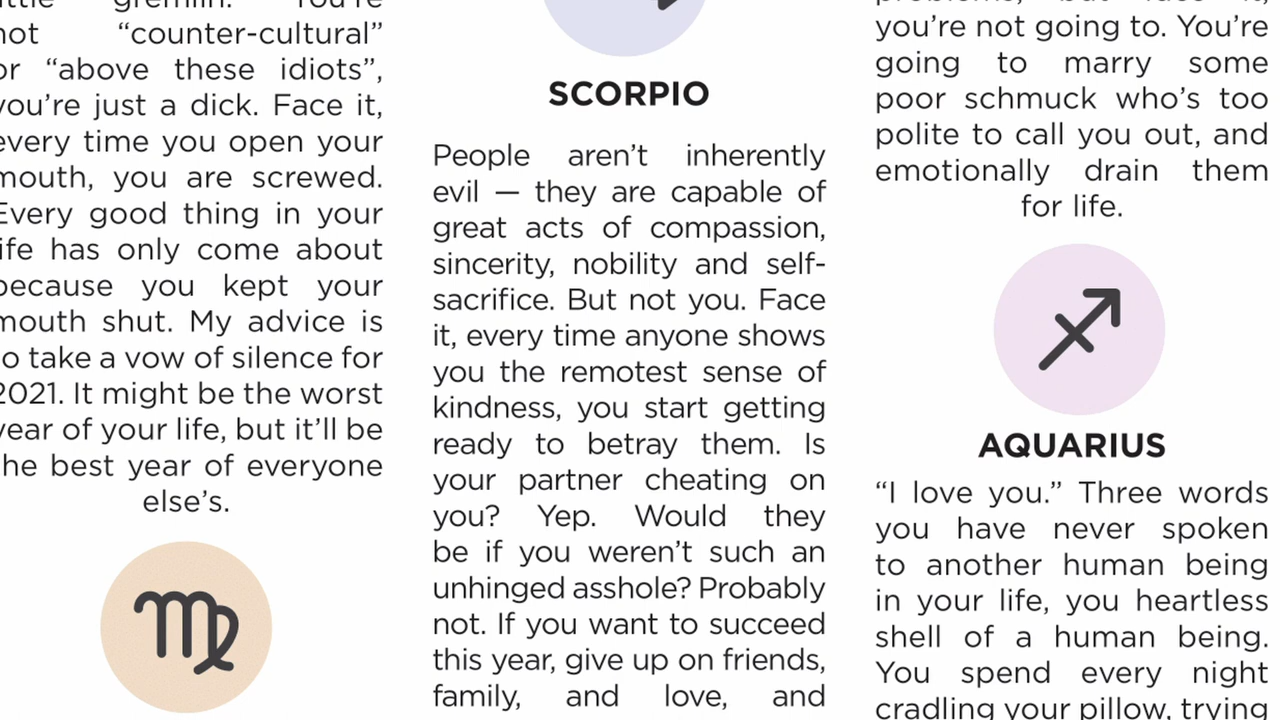 little gremlin. You're
not "counter-cultural"
or "above these idiots",
you're just a dick. Face it,
every time you open your
mouth, you are screwed.
Every good thing in your
life has only come about
because you kept your
mouth shut. My advice is
to take a vow of silence for
2021. It might be the worst
year of your life, but it'll be
the best year of everyone
else's.
SCORPIO
People aren't inherently
evil — they are capable of
great acts of compassion,
sincerity, nobility and self-
sacrifice. But not you. Face
it, every time anyone shows
you the remotest sense of
kindness, you start getting
ready to betray them. Is
your partner cheating on
you? Yep. Would they
be if you weren't such an
unhinged asshole? Probably
not. If you want to succeed
this year, give up on friends,
family, and love, and
problems, but face it,
you're not going to. You're
going to marry some
poor schmuck who's too
polite to call you out, and
emotionally drain them
for life.
AQUARIUS
"I love you." Three words
you have never spoken
to another human being
in your life, you heartless
shell of a human being.
You spend every night
cradling your pillow, trying